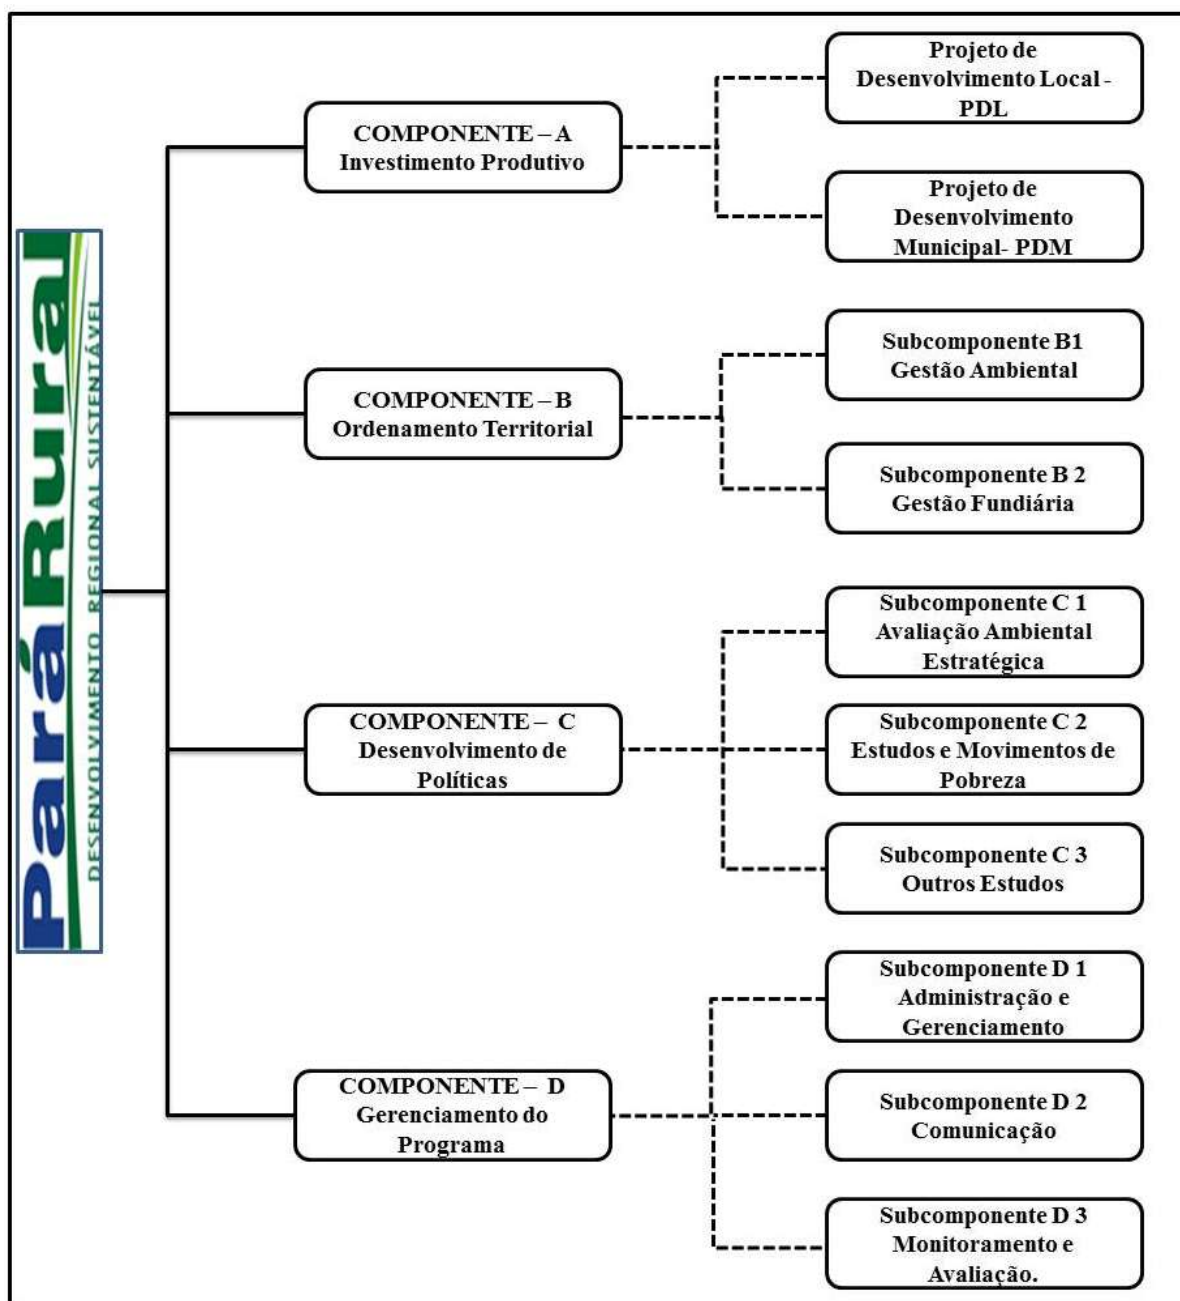 ParáRural
DESENVOLVIMENTO REGIONAL SUSTENTÁVEL
COMPONENTE – A
Investimento Produtivo
Projeto de
Desenvolvimento Local -
PDL
Projeto de
Desenvolvimento
Municipal- PDM
COMPONENTE – B
Ordenamento Territorial
Subcomponente B1
Gestão Ambiental
Subcomponente B 2
Gestão Fundiária
COMPONENTE – C
Desenvolvimento de
Políticas
Subcomponente C 1
Avaliação Ambiental
Estratégica
Subcomponente C 2
Estudos e Movimentos de
Pobreza
Subcomponente C 3
Outros Estudos
COMPONENTE – D
Gerenciamento do
Programa
Subcomponente D 1
Administração e
Gerenciamento
Subcomponente D 2
Comunicação
Subcomponente D 3
Monitoramento e
Avaliação.